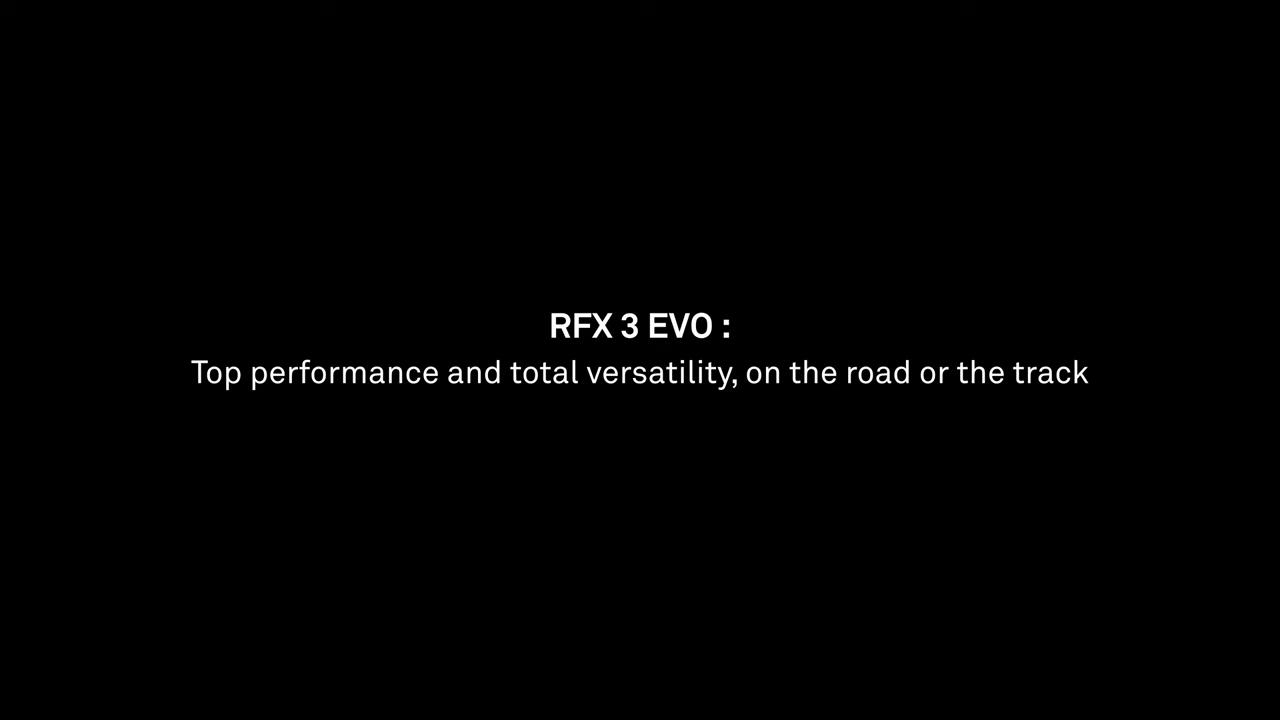 RFX 3 EVO :
Top performance and total versatility, on the road or the track